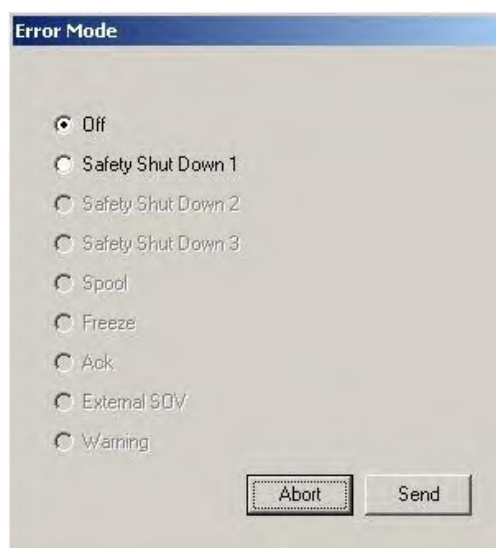 Error Mode
Off
Safety Shut Down 1
Safety Shut Down 2
Safety Shut Down 3
Spool
Freeze
Ack
External SOV
Warning
Abort Send